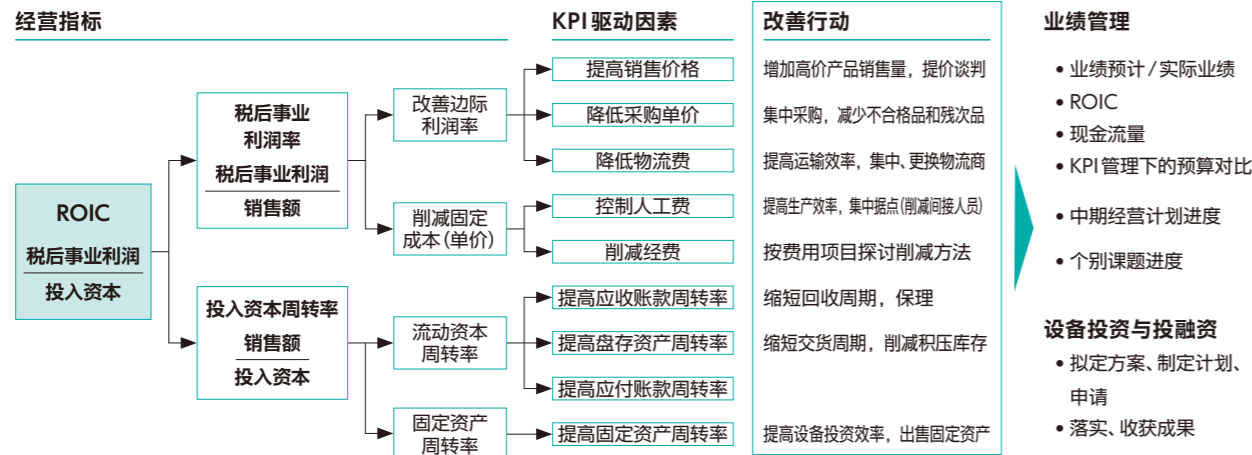 经营指标
KPI驱动因素
改善行动
业绩管理
ROIC
税后事业利润
投入资本
税后事业
利润率
税后事业利润
销售额
投入资本周转率
销售额
投入资本
改善边际
利润率
削减固定
成本(单价)
流动资本
周转率
固定资产
周转率
提高销售价格
增加高价产品销售量，提价谈判
降低采购单价
集中采购，减少不合格品和残次品
降低物流费
提高运输效率，集中、更换物流商
控制人工费
提高生产效率，集中据点(削减间接人员)
削减经费
按费用项目探讨削减方法
提高应收账款周转率
缩短回收周期，保理
提高盘存资产周转率
缩短交货周期，削减积压库存
提高应付账款周转率
提高固定资产周转率
提高设备投资效率，出售固定资产
• 业绩预计/实际业绩
• ROIC
• 现金流量
• KPI管理下的预算对比
• 中期经营计划进度
• 个别课题进度
设备投资与投融资
• 拟定方案、制定计划、
申请
• 落实、收获成果